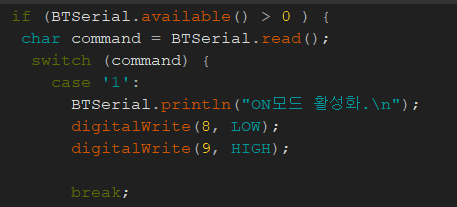 if (BTSerial.available() > 0 ) {
char command = BTSerial.read();
switch (command) {
case '1':
BTSerial.println("ON모드 활성화.\n");
digitalWrite(8, LOW);
digitalWrite(9, HIGH);
break;